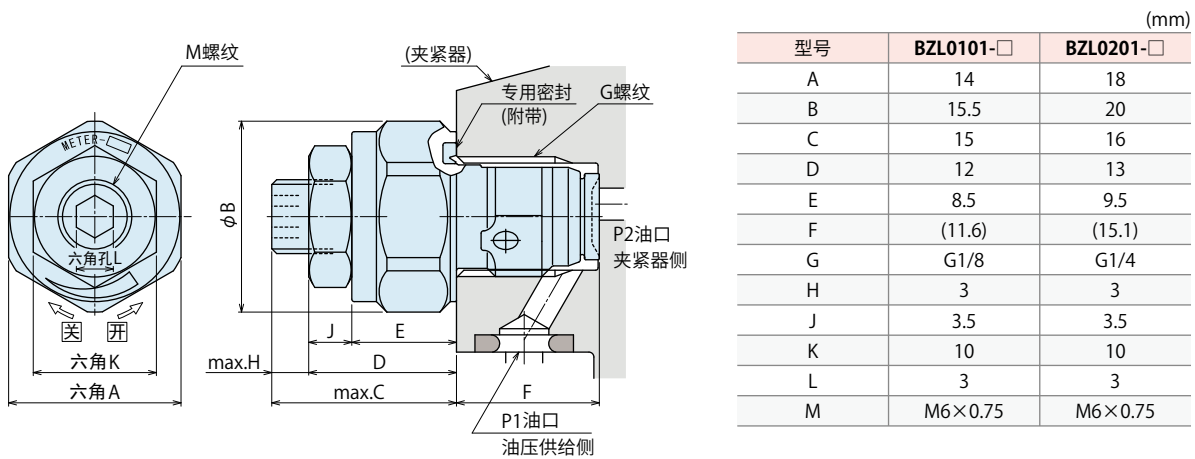 M螺纹
(夹紧器)
专用密封
(附带)
G螺纹
METER-
φB
六角孔L
关 开
P2油口
夹紧器侧
J E
六角K
max.H D
六角A
max.C F
P1油口
油压供给侧
(mm)
型号 BZL0101-□ BZL0201-□
A 14 18
B 15.5 20
C 15 16
D 12 13
E 8.5 9.5
F (11.6) (15.1)
G G1/8 G1/4
H 3 3
J 3.5 3.5
K 10 10
L 3 3
M M6×0.75 M6×0.75